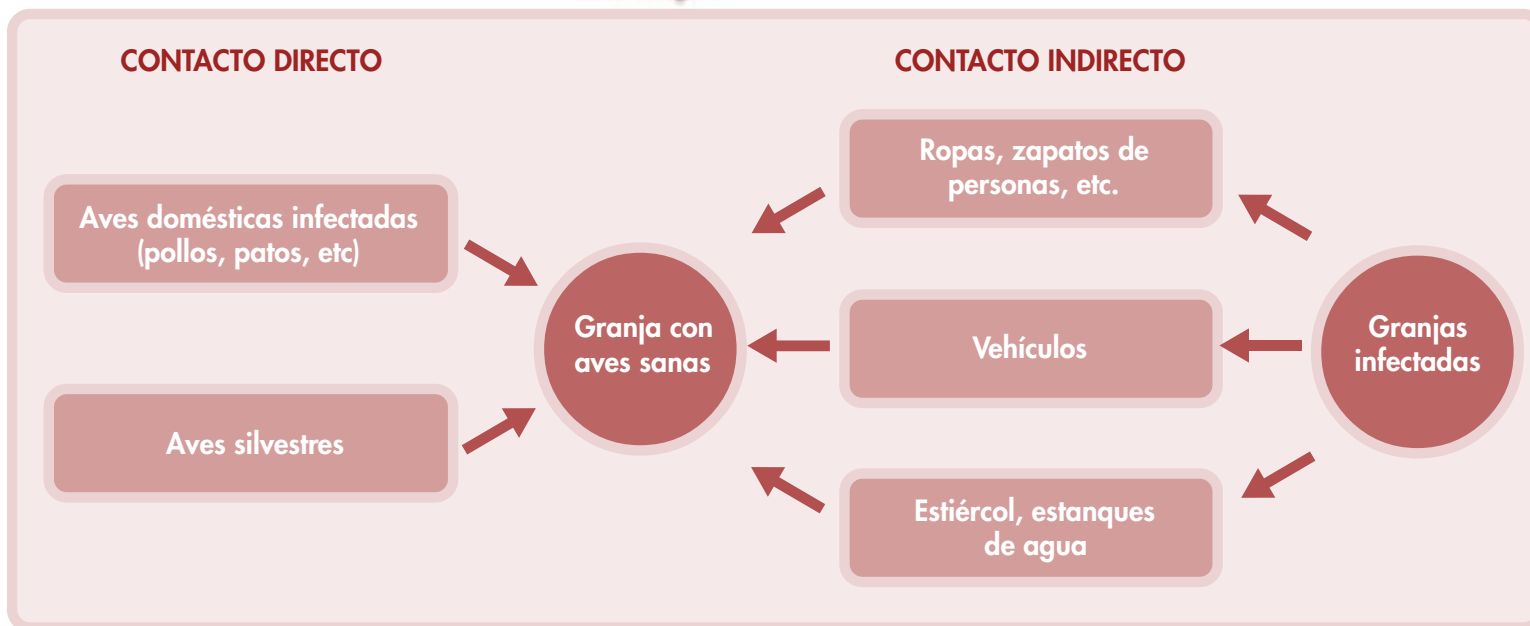 CONTACTO DIRECTO
Aves domésticas infectadas
(pollos, patos, etc)
Aves silvestres
Granja con
aves sanas
CONTACTO INDIRECTO
Ropas, zapatos de
personas, etc.
Vehículos
Estiércol, estanques
de agua
Granjas
infectadas